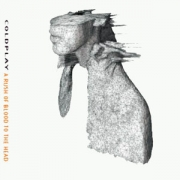 COLDPLAY
A RUSH OF BLOOD TO THE HEAD